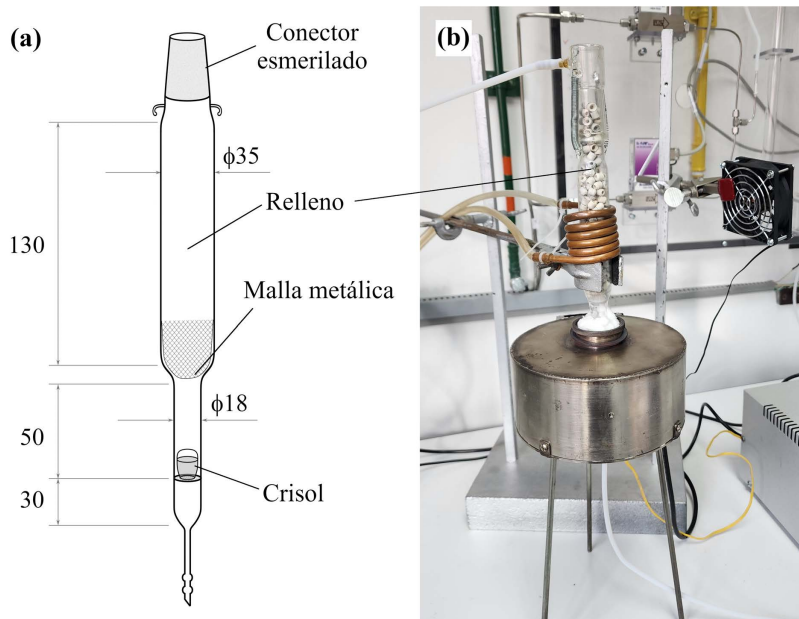 (a)
Conector
esmerilado
(b)
ϕ35
Relleno
130
Malla metálica
ϕ18
50
Crisol
30